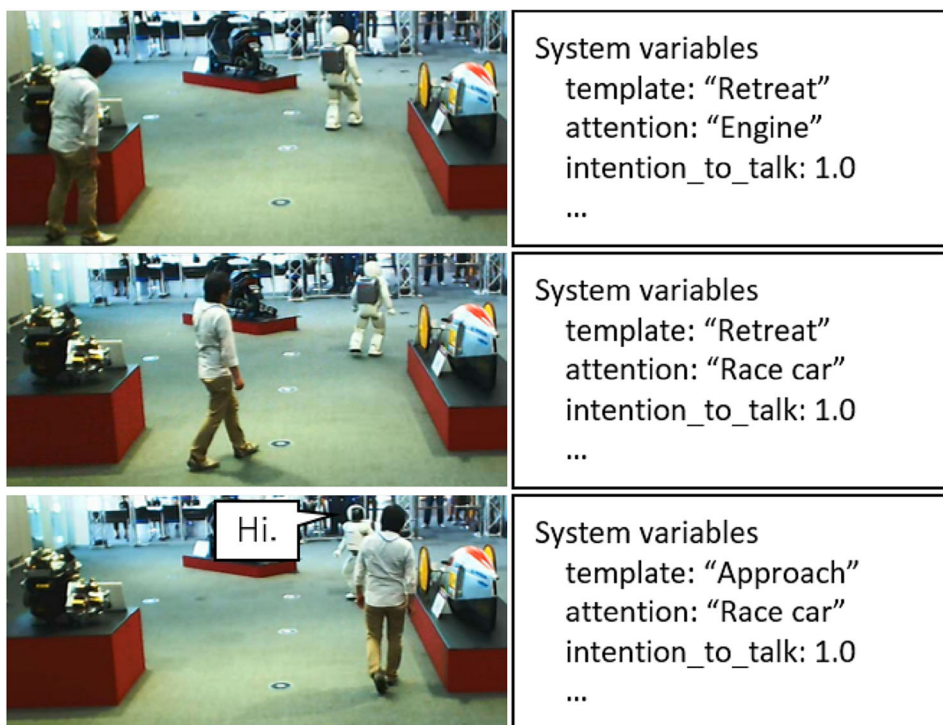 System variables
template: “Retreat”
attention: “Engine”
intention_to_talk: 1.0
...
System variables
template: “Retreat”
attention: “Race car”
intention_to_talk: 1.0
...
Hi.
System variables
template: “Approach”
attention: “Race car”
intention_to_talk: 1.0
...